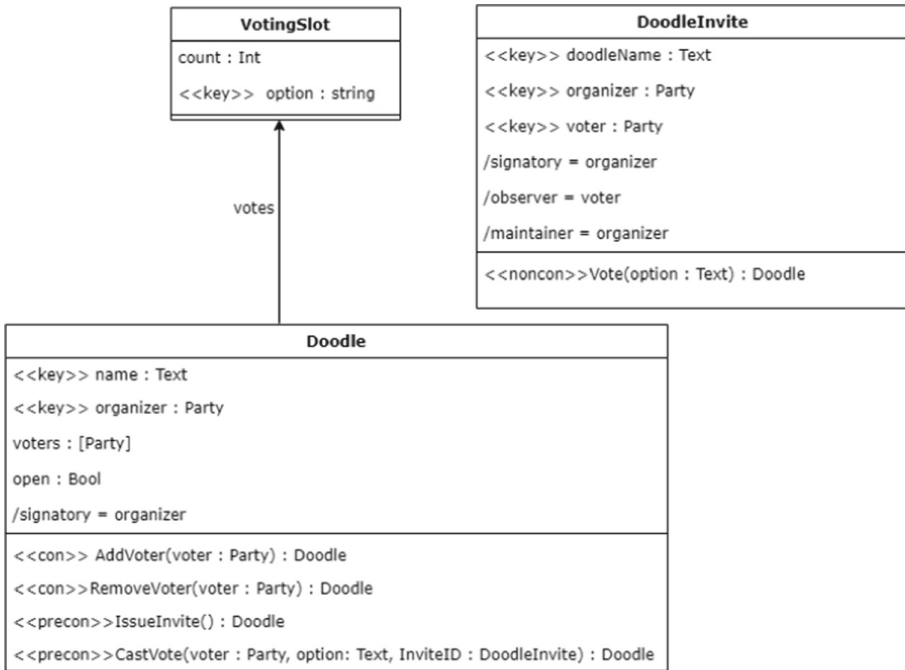 VotingSlot
count : Int
<<key>> option : string
votes
DoodleInvite
<<key>> doodleName : Text
<<key>> organizer : Party
<<key>> voter : Party
/signatory = organizer
/observer = voter
/maintainer = organizer
<<noncon>>Vote(option : Text) : Doodle
Doodle
<<key>> name : Text
<<key>> organizer : Party
voters : [Party]
open : Bool
/signatory = organizer
<<con>> AddVoter(voter : Party) : Doodle
<<con>>RemoveVoter(voter : Party) : Doodle
<<precon>>IssueInvite() : Doodle
<<precon>>CastVote(voter : Party, option: Text, InviteID : DoodleInvite) : Doodle